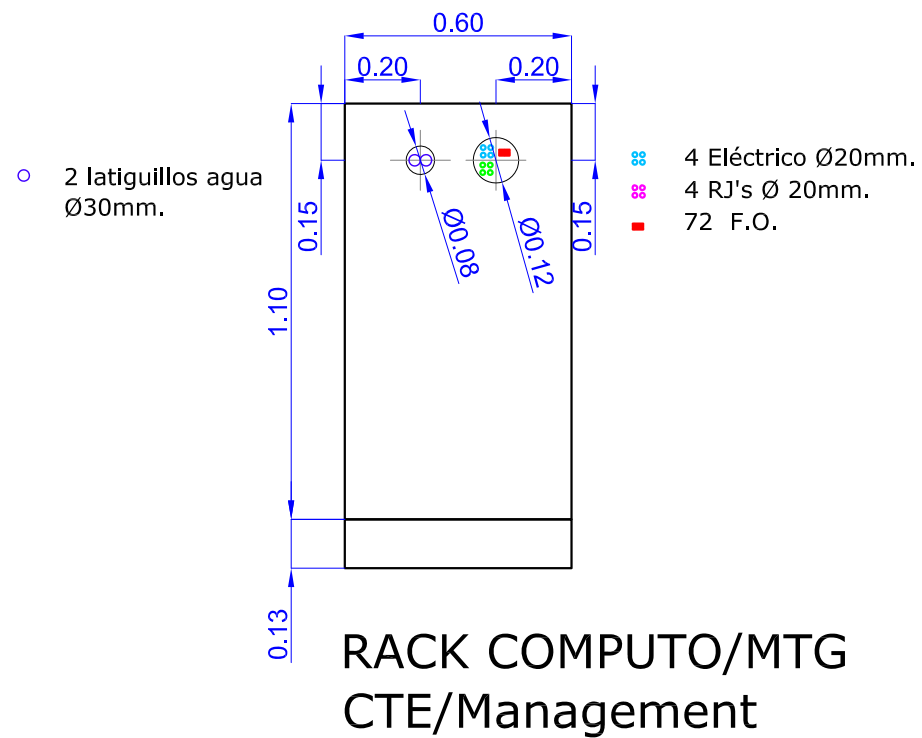 0.60
0.20
0.20
2 latiguillos agua
Ø30mm.
4 Eléctrico Ø20mm.
4 RJ's Ø 20mm.
72 F.O.
0.15
0.15
Ø0.08
Ø0.12
1.10
0.13
RACK COMPUTO/MTG
CTE/Management